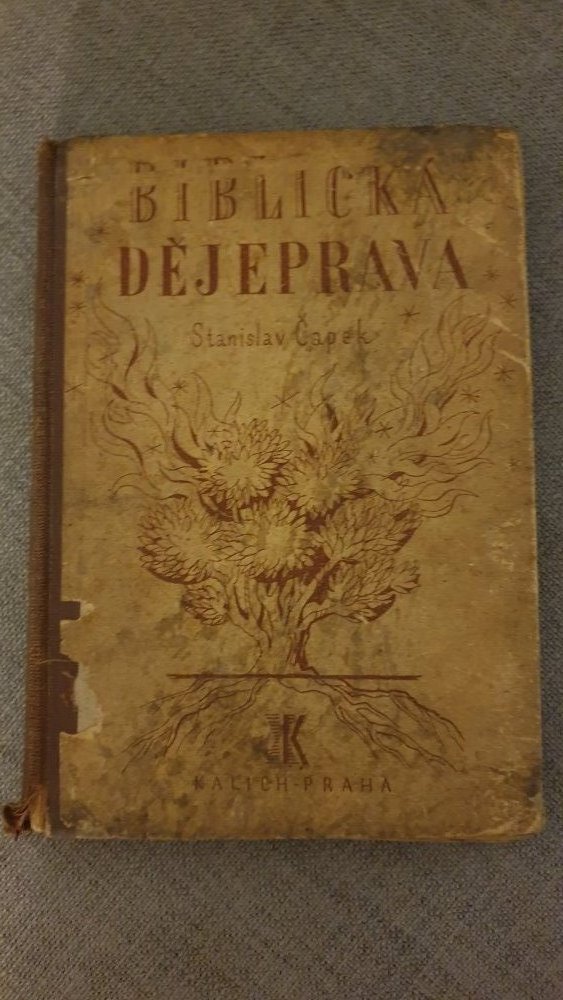 BIBLICKÁ
DĚJEPRAVA
Stanislav Čapek
K
KALICH-PRAHA